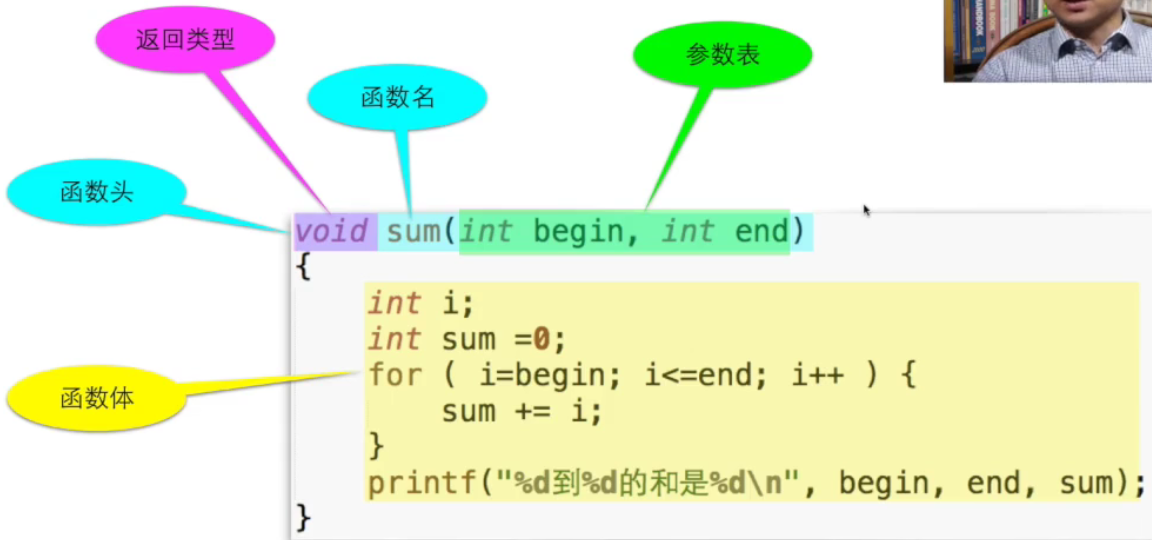 返回类型
函数名
参数表
函数头
void sum(int begin, int end)
{
int i;
int sum =0;
for ( i=begin; i<=end; i++ ) {
sum += i;
}
printf("%d到%d的和是%d\n", begin, end, sum);
}
函数体
HANDBOOK